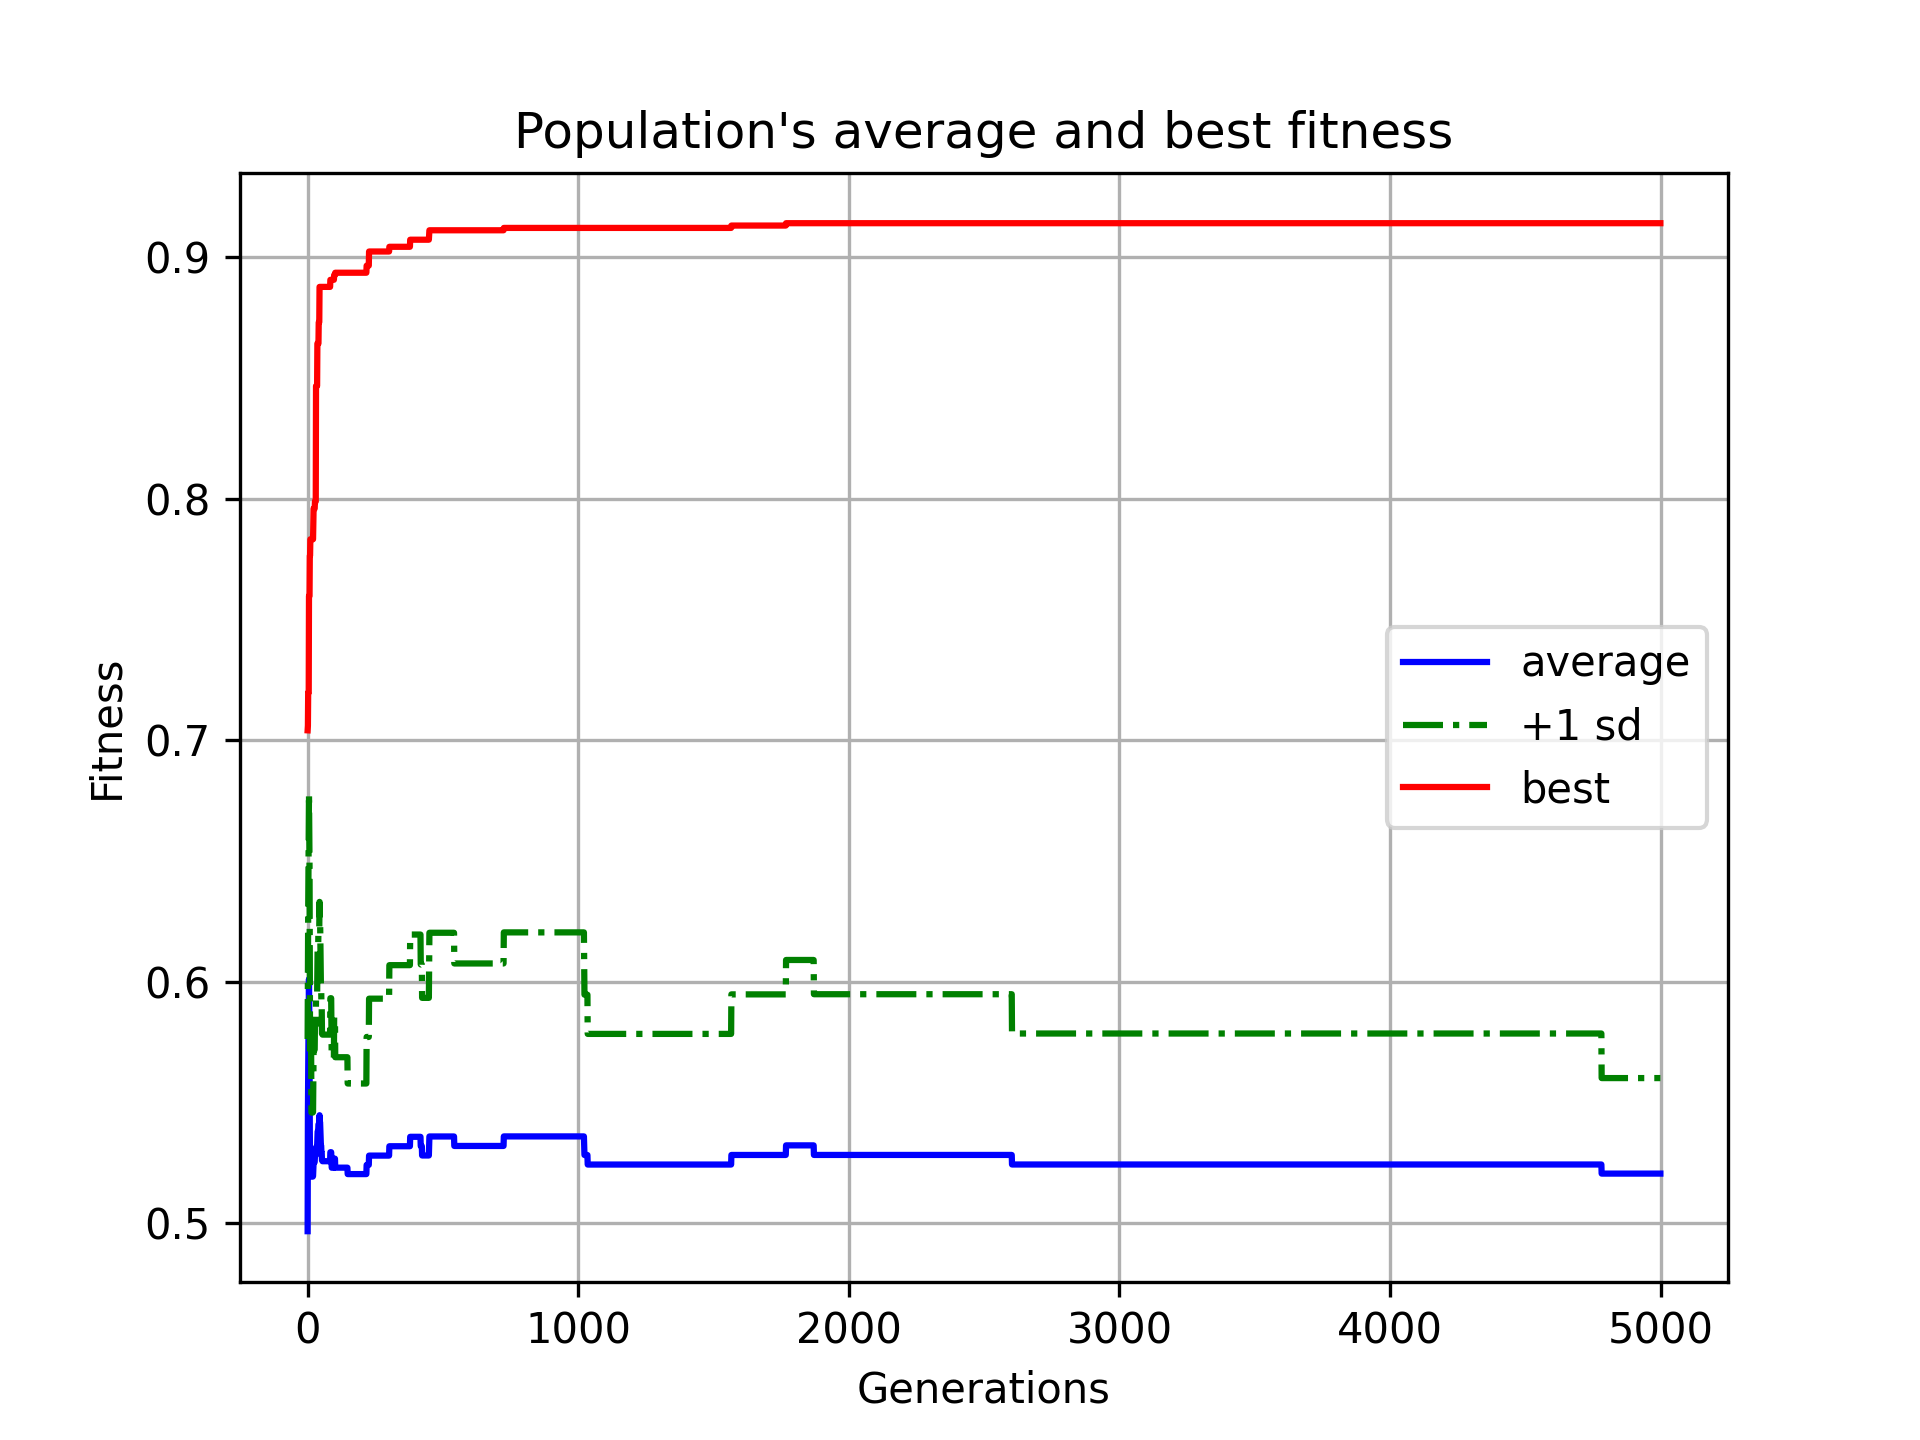 Population's average and best fitness
0.9
0.8
0.7
0.6
0.5
Fitness
average
+1 sd
best
0 1000 2000 3000 4000 5000
Generations